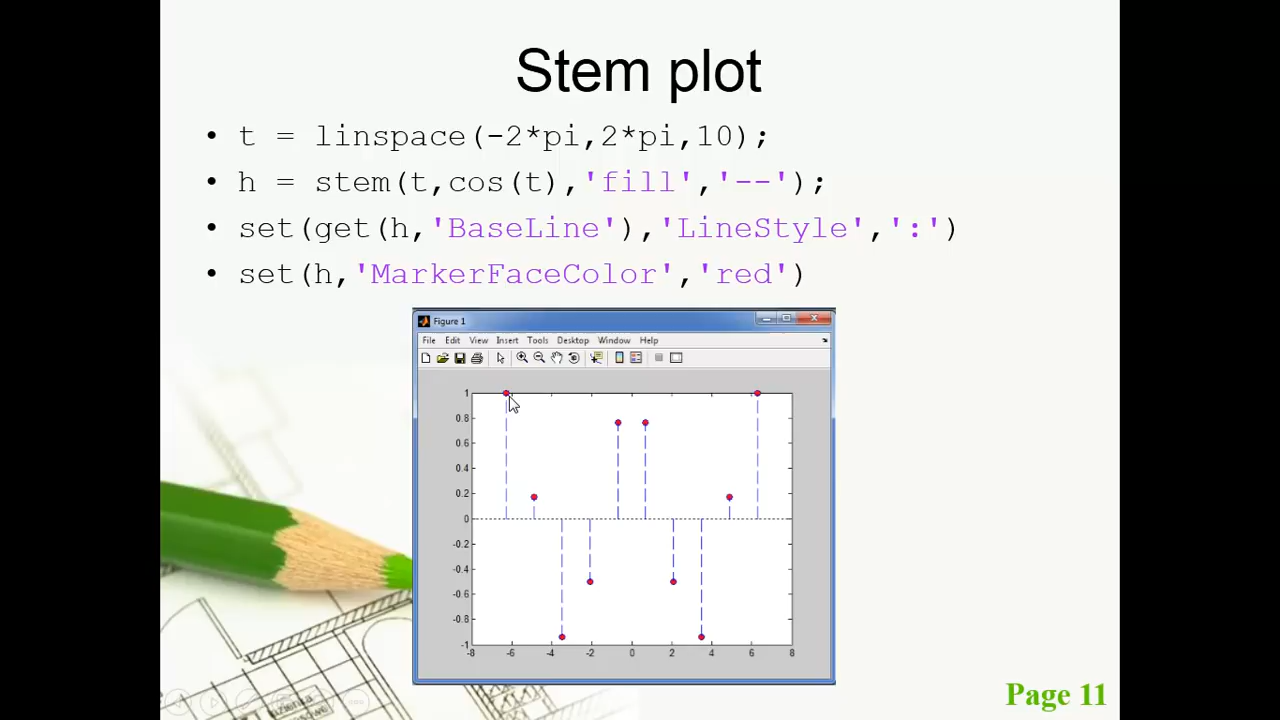 Stem plot
• t = linspace(-2*pi,2*pi,10);
• h = stem(t,cos(t),'fill','--');
• set(get(h,'BaseLine'),'LineStyle',':')
• set(h,'MarkerFaceColor','red')
Figure 1
File Edit View Insert Tools Desktop Window Help
1
0.8
0.6
0.4
0.2
0
-0.2
-0.4
-0.6
-0.8
-1
-8 -6 -4 -2 0 2 4 6 8
Page 11